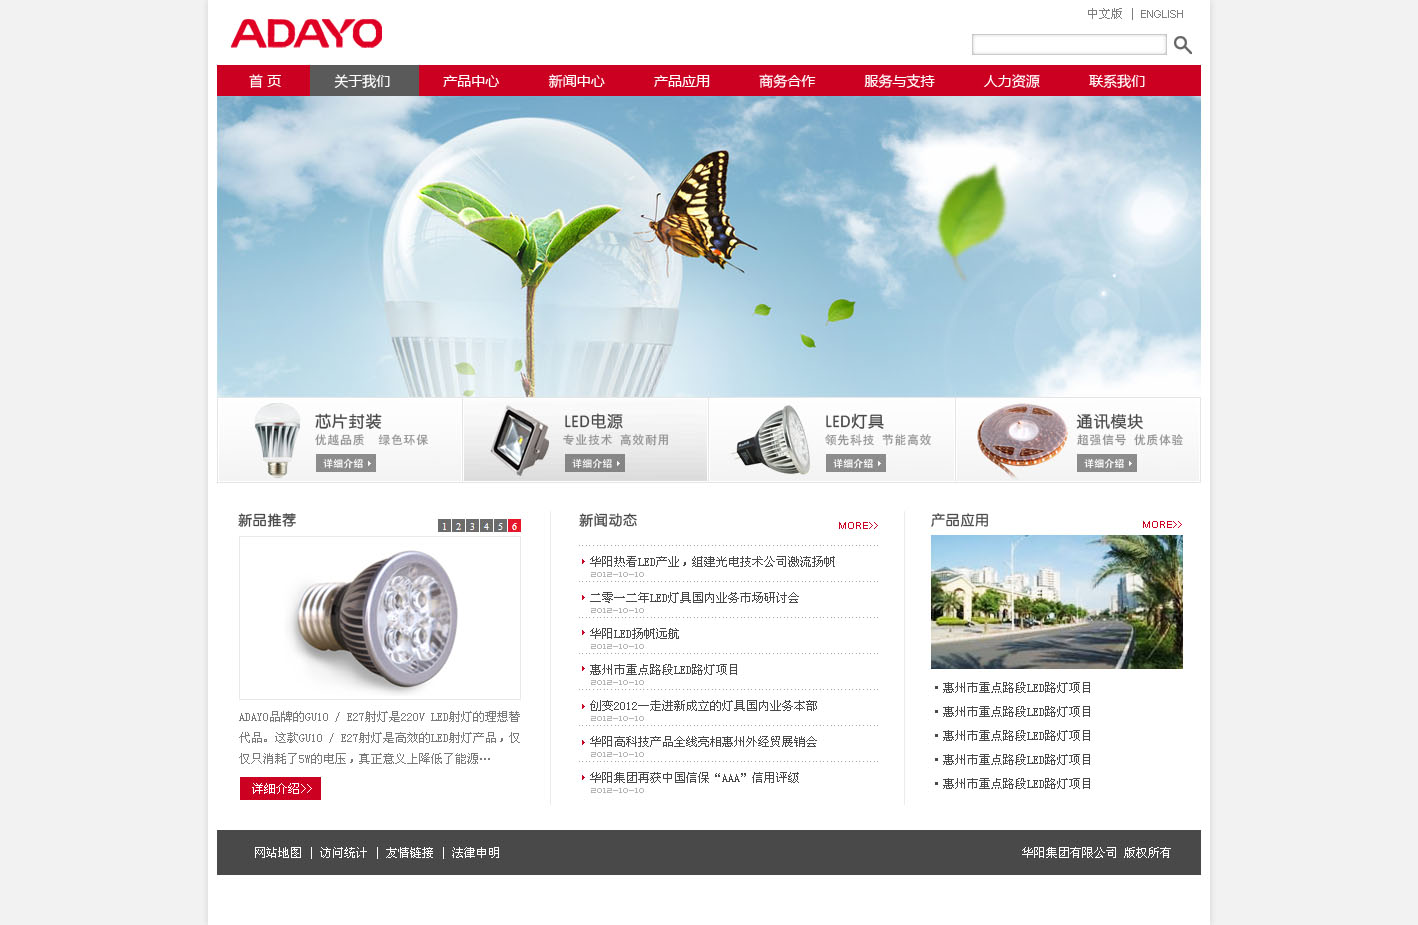 ADAYO
中文版 | ENGLISH
首 页 关于我们 产品中心 新闻中心 产品应用 商务合作 服务与支持 人力资源 联系我们
芯片封装
优越品质 绿色环保
详细介绍
LED电源
专业技术 高效耐用
详细介绍
LED灯具
领先科技 节能高效
详细介绍
通讯模块
超强信号 优质体验
详细介绍
新品推荐
1 2 3 4 5 6
ADAYO品牌的GU10 / E27射灯是220V LED射灯的理想替
代品。这款GU10 / E27射灯是高效的LED射灯产品，仅
仅只消耗了5W的电压，真正意义上降低了能源…
详细介绍>>
新闻动态
MORE>>
华阳热看LED产业，组建光电技术公司激流扬帆
2012-10-10
二零一二年LED灯具国内业务市场研讨会
2012-10-10
华阳LED扬帆远航
2012-10-10
惠州市重点路段LED路灯项目
2012-10-10
创变2012—走进新成立的灯具国内业务本部
2012-10-10
华阳高科技产品全线亮相惠州外经贸展销会
2012-10-10
华阳集团再获中国信保“AAA”信用评级
2012-10-10
产品应用
MORE>>
惠州市重点路段LED路灯项目
惠州市重点路段LED路灯项目
惠州市重点路段LED路灯项目
惠州市重点路段LED路灯项目
惠州市重点路段LED路灯项目
网站地图 | 访问统计 | 友情链接 | 法律申明
华阳集团有限公司 版权所有